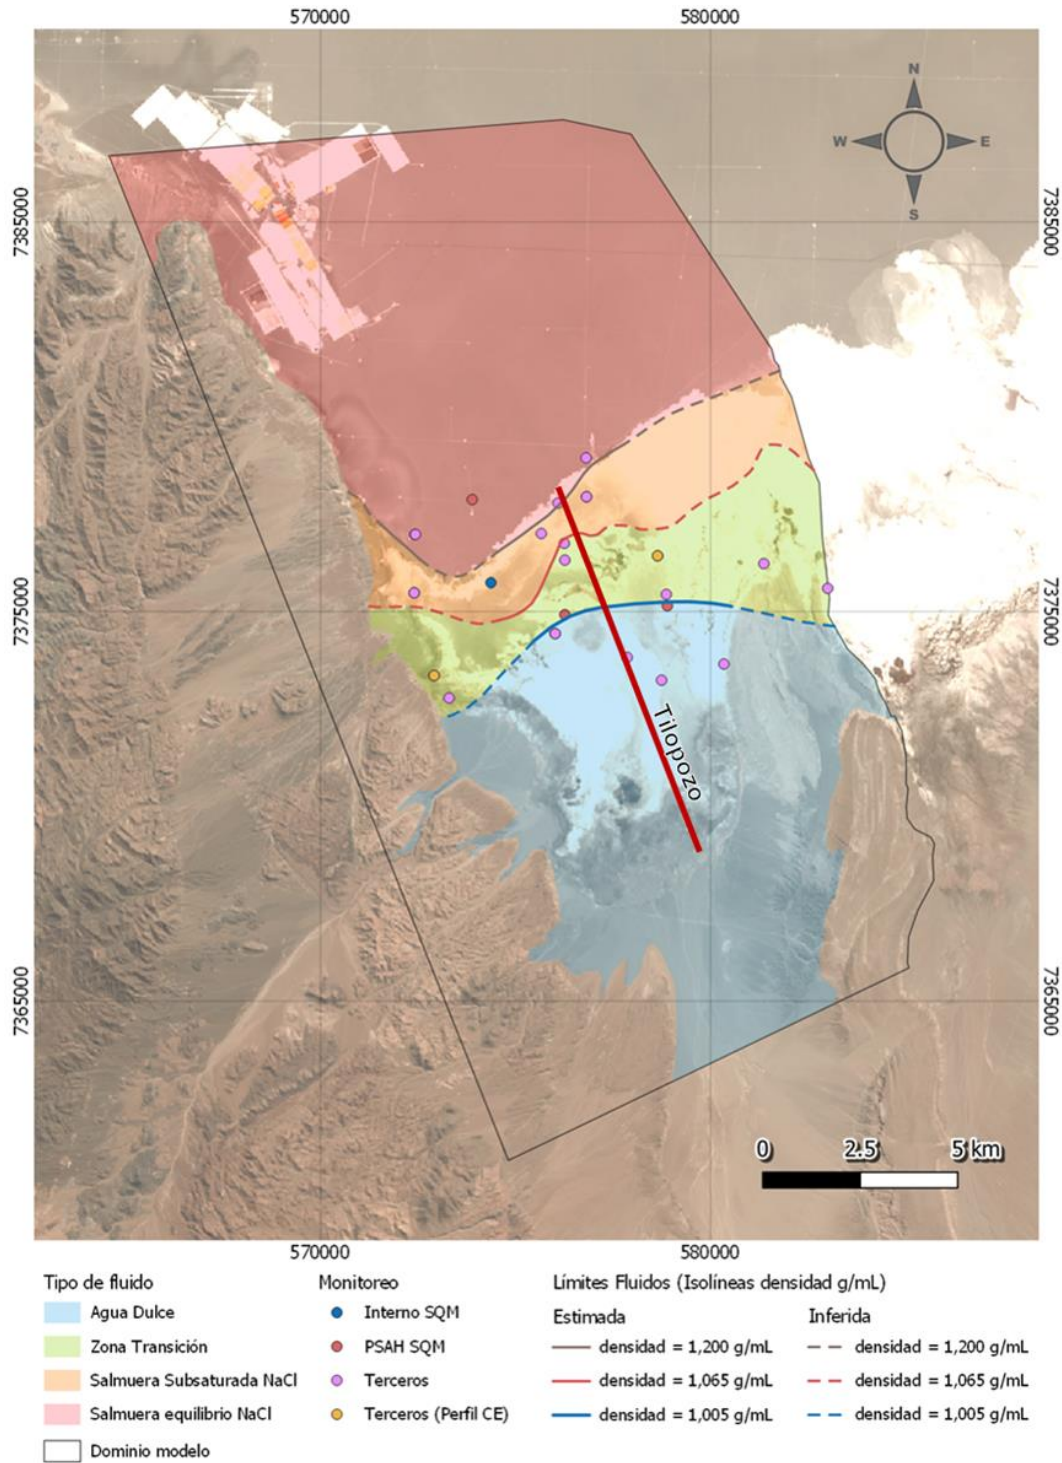 570000 580000
N
W E
S
7385000 7385000
Tilopozo
7375000 7375000
7365000 7365000
0 2.5 5 km
570000 580000
Tipo de fluido
Agua Dulce
Zona Transición
Salmuera Subsaturada NaCl
Salmuera equilibrio NaCl
Dominio modelo
Monitoreo
Interno SQM
PSAH SQM
Terceros
Terceros (Perfil CE)
Límites Fluidos (Isolíneas densidad g/mL)
Estimada
densidad = 1,200 g/mL
densidad = 1,065 g/mL
densidad = 1,005 g/mL
Inferida
densidad = 1,200 g/mL
densidad = 1,065 g/mL
densidad = 1,005 g/mL